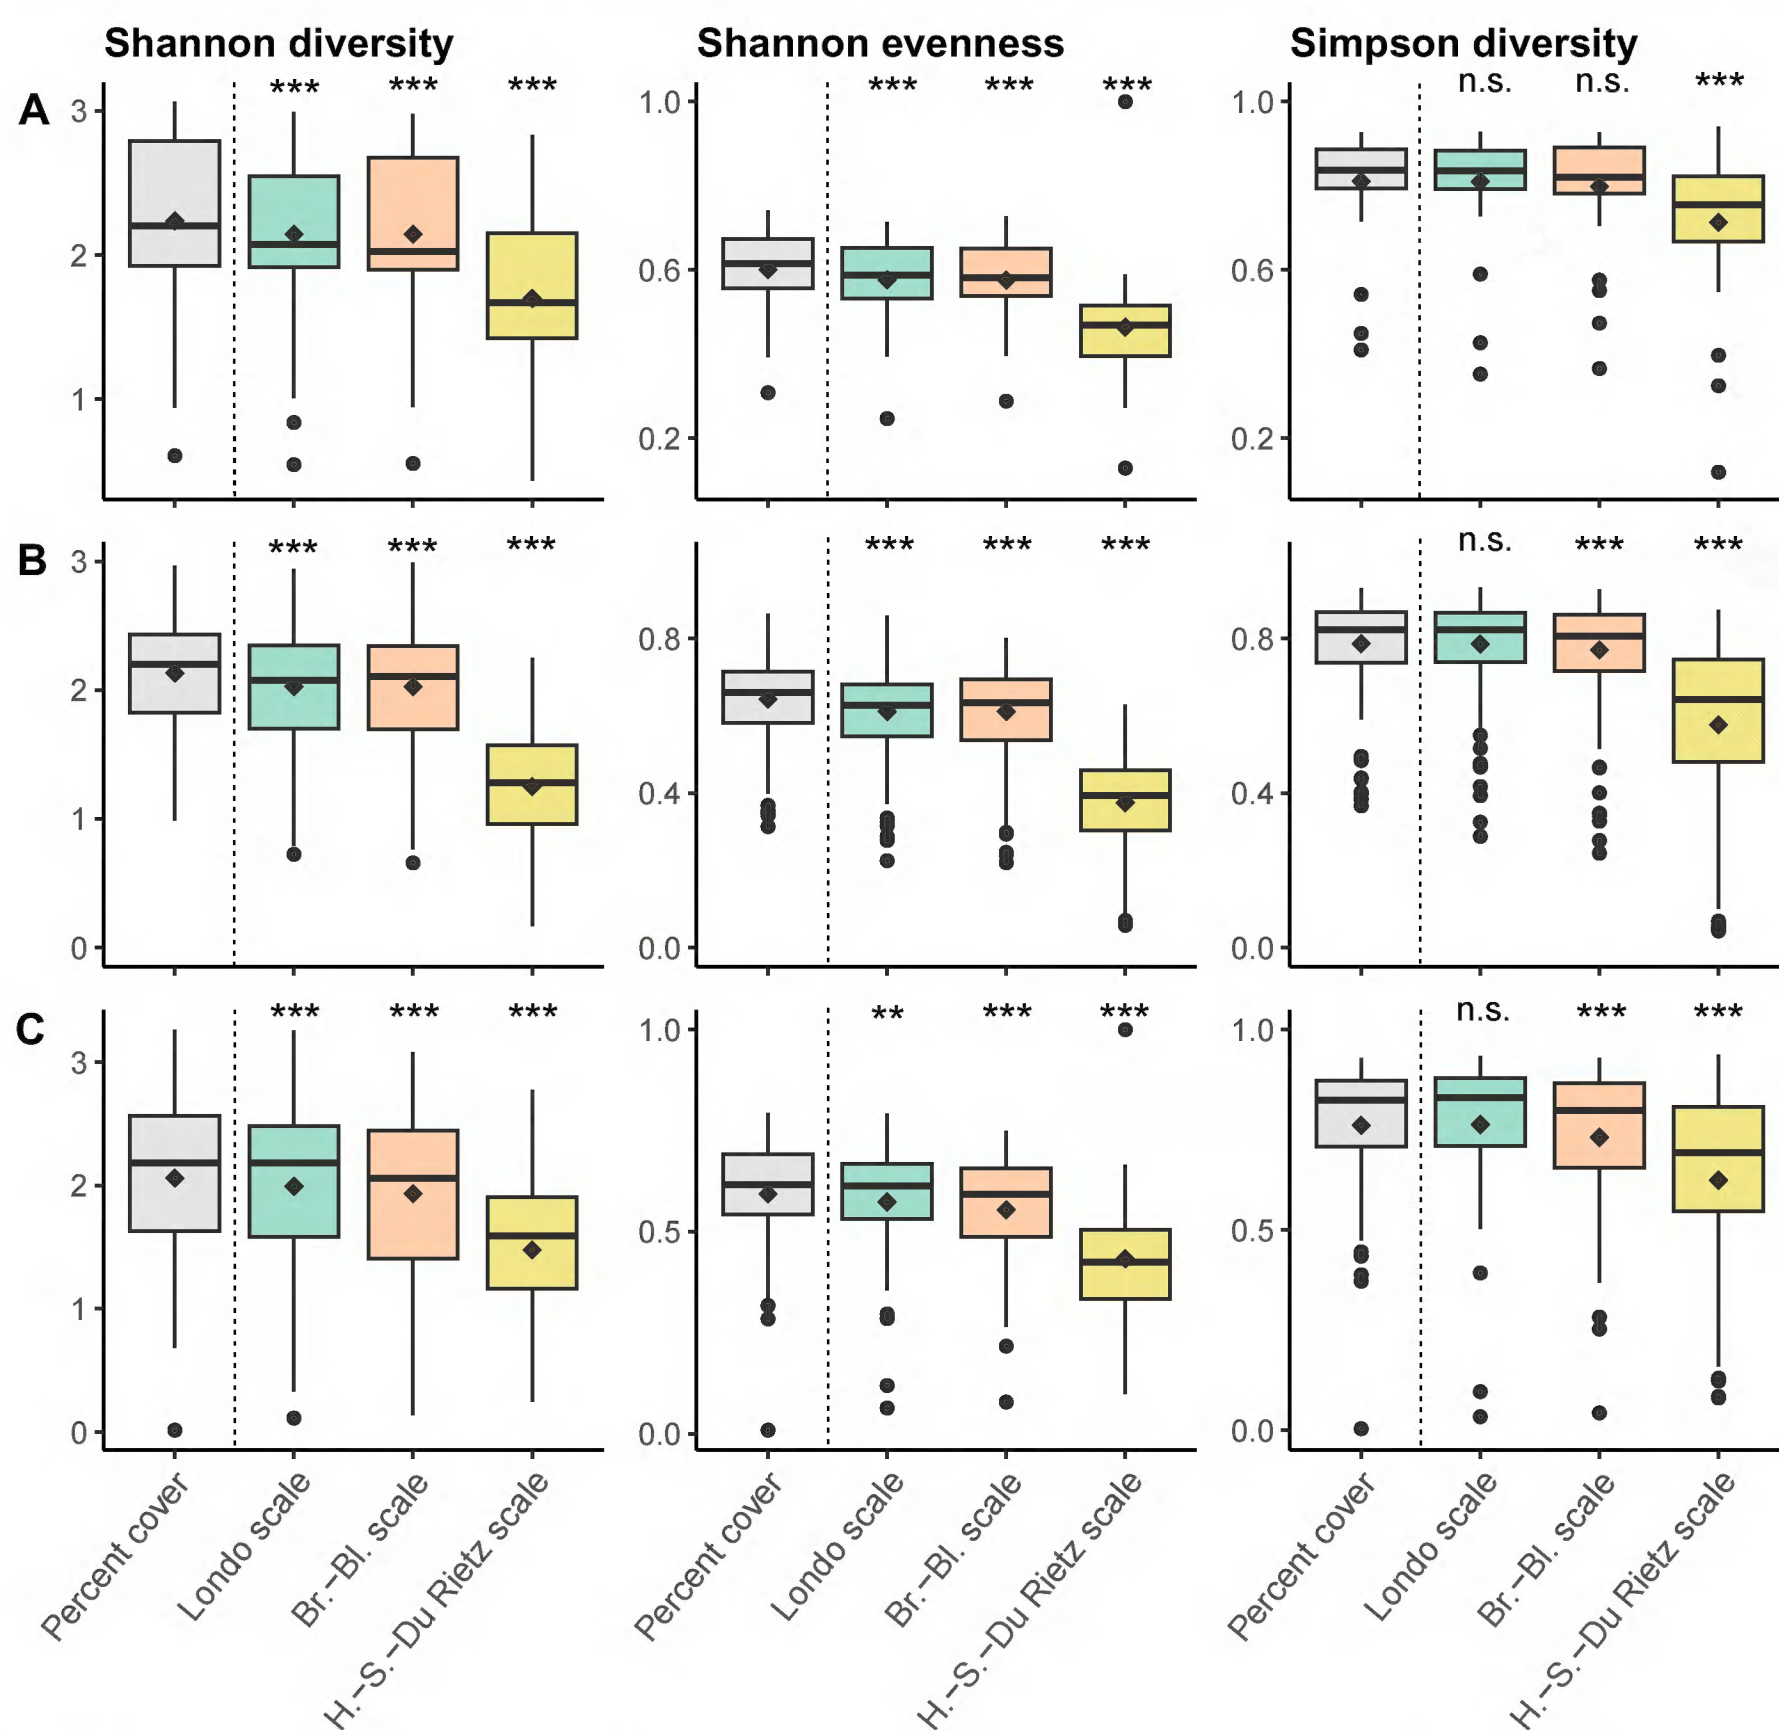 Shannon diversity Shannon evenness Simpson diversity
A
*** *** ***
*** *** ***
n.s. n.s. ***
3
2
1
1.0
0.6
0.2
1.0
0.6
0.2
B
*** *** ***
*** *** ***
n.s. *** ***
3
2
1
0
0.8
0.4
0.0
0.8
0.4
0.0
C
*** *** ***
** *** ***
n.s. *** ***
3
2
1
0
1.0
0.5
0.0
1.0
0.5
0.0
Percent cover
Londo scale
Br.–Bl. scale
H.–S.–Du Rietz scale
Percent cover
Londo scale
Br.–Bl. scale
H.–S.–Du Rietz scale
Percent cover
Londo scale
Br.–Bl. scale
H.–S.–Du Rietz scale